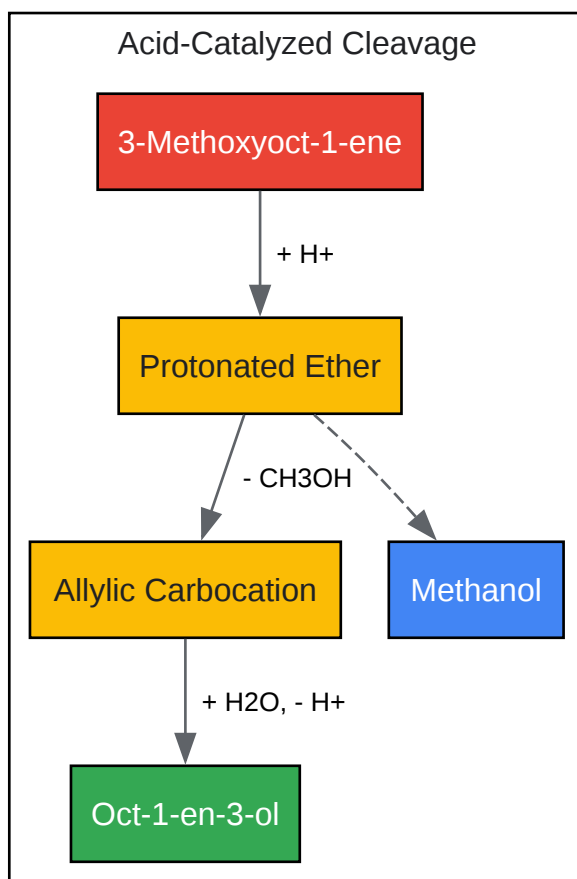 Acid-Catalyzed Cleavage
3-Methoxyoct-1-ene
+ H+
Protonated Ether
- CH3OH
Allylic Carbocation
Methanol
+ H2O, - H+
Oct-1-en-3-ol